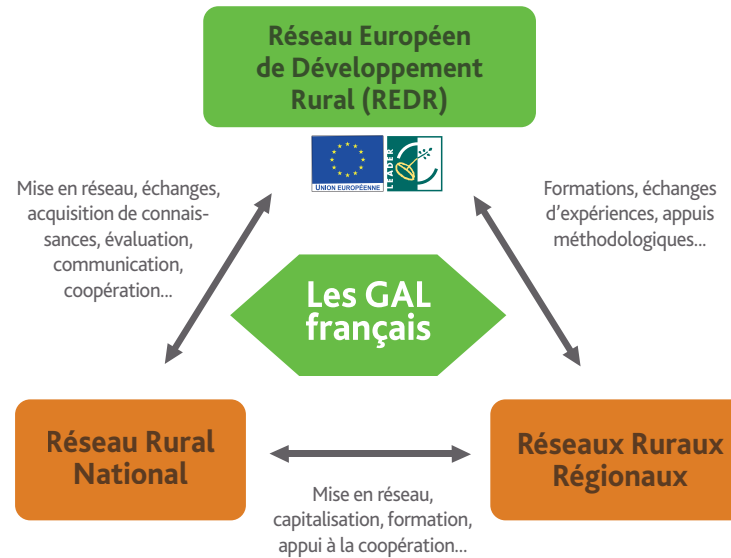 Réseau Européen
de Développement
Rural (REDR)
UNION EUROPÉENNE
LEADER
Mise en réseau, échanges,
acquisition de connais-
sances, évaluation,
communication,
coopération...
Formations, échanges
d’expériences, appuis
méthodologiques...
Les GAL
français
Réseau Rural
National
Réseaux Ruraux
Régionaux
Mise en réseau,
capitalisation, formation,
appui à la coopération...